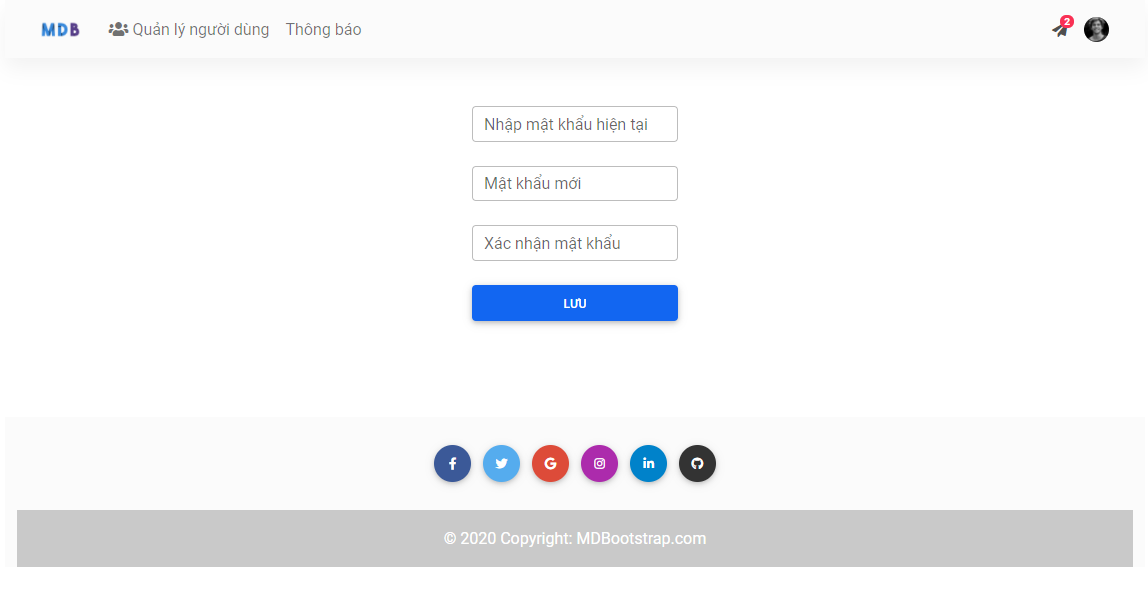 MDB
Quản lý người dùng Thông báo
2
Nhập mật khẩu hiện tại
Mật khẩu mới
Xác nhận mật khẩu
LƯU
© 2020 Copyright: MDBootstrap.com